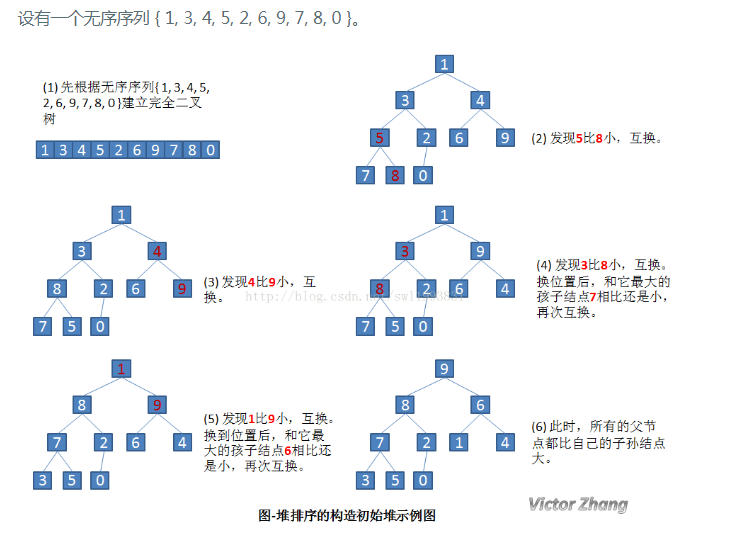 设有一个无序序列 { 1, 3, 4, 5, 2, 6, 9, 7, 8, 0 }。
(1) 先根据无序序列{ 1, 3, 4, 5,
2, 6, 9, 7, 8, 0 }建立完全二叉
树
1 3 4 5 2 6 9 7 8 0
1
3 4
5 2 6 9
7 8 0
(2) 发现5比8小，互换。
1
3 4
8 2 6 9
7 5 0
(3) 发现4比9小，互
换。
1
3 9
8 2 6 4
7 5 0
(4) 发现3比8小，互换。
换位置后，和它最大的
孩子结点7相比还是小，
再次互换。
1
8 9
7 2 6 4
3 5 0
(5) 发现1比9小，互换。
换到位置后，和它最
大的孩子结点6相比还
是小，再次互换。
9
8 6
7 2 1 4
3 5 0
(6) 此时，所有的父节
点都比自己的子孙结点
大。
Victor Zhang
图-堆排序的构造初始堆示例图